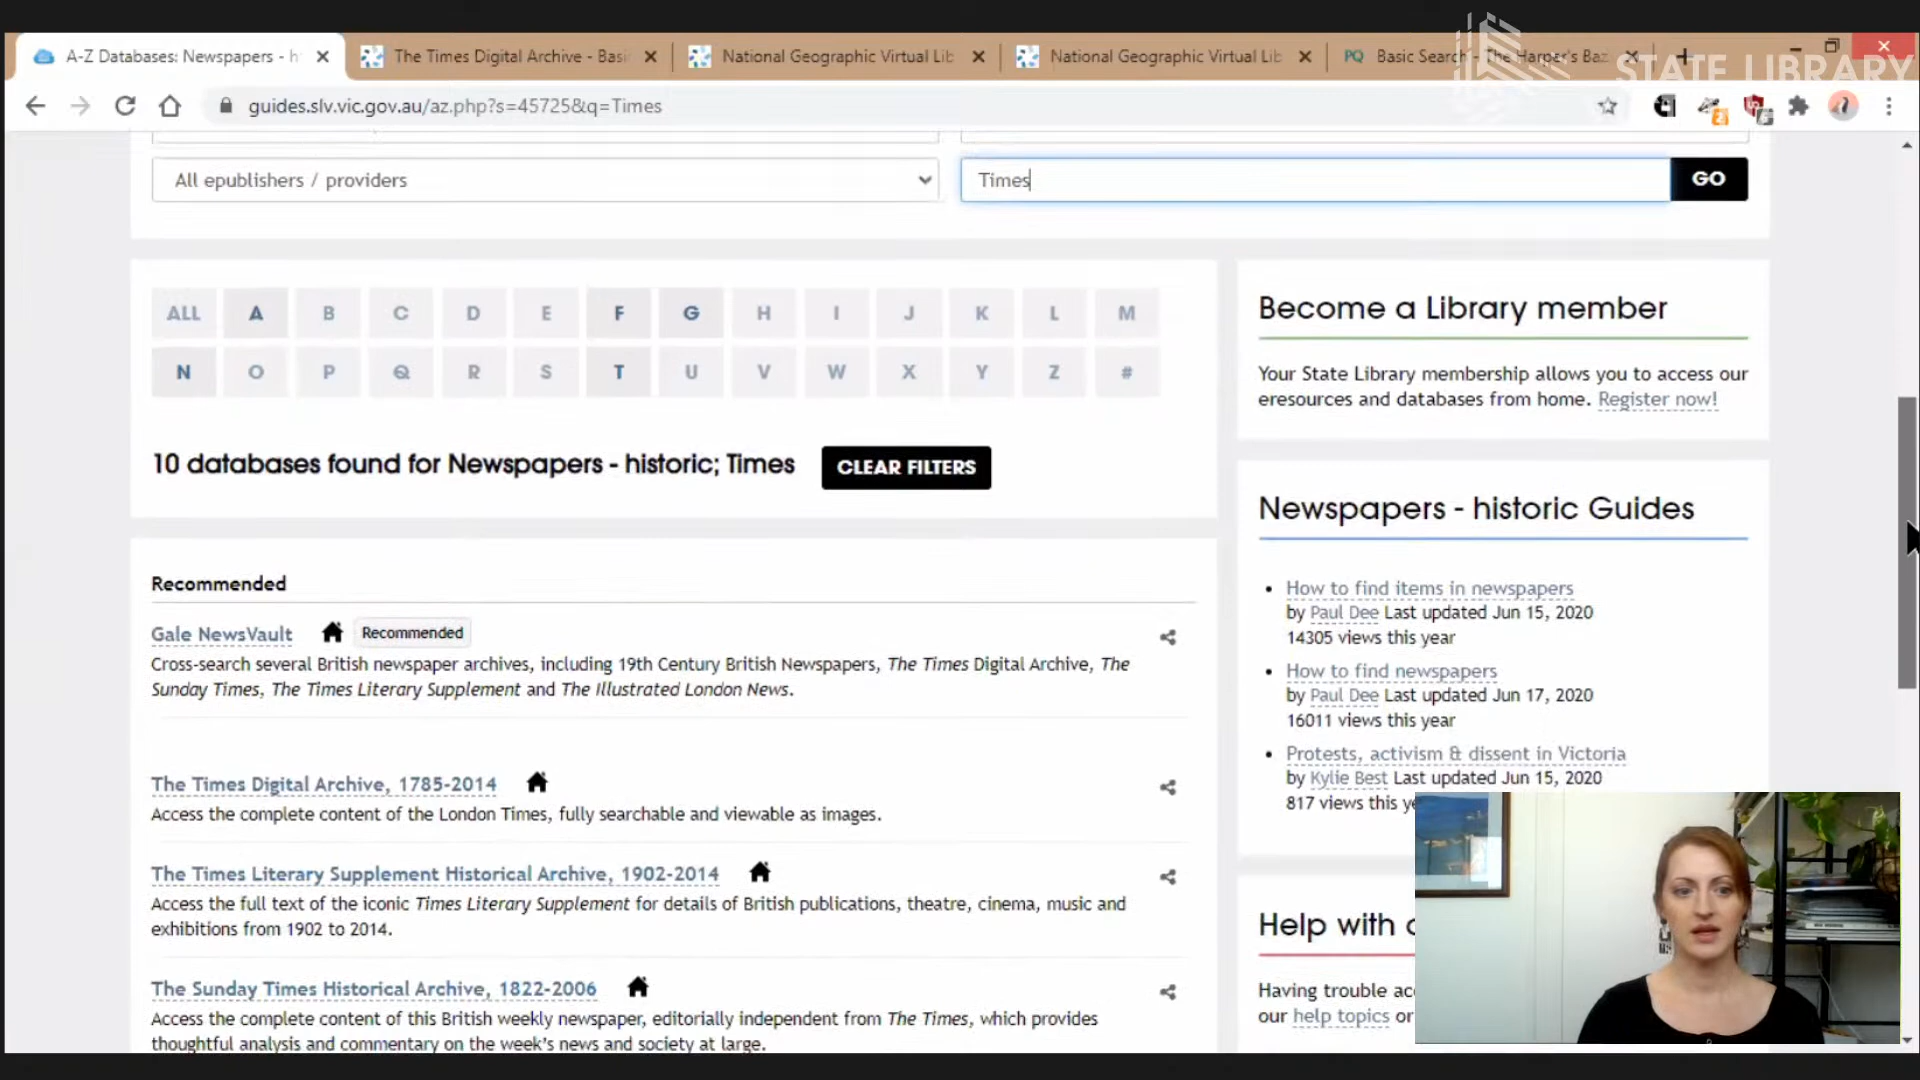 STATE LIBRARY
A-Z Databases: Newspapers - h
The Times Digital Archive - Basi
National Geographic Virtual Lib
National Geographic Virtual Lib
PQ Basic Search - The Harper's Baz
guides.slv.vic.gov.au/az.php?s=45725&q=Times
All epublishers / providers
Times
GO
ALL A B C D E F G H I J K L M
N O P Q R S T U V W X Y Z #
10 databases found for Newspapers - historic; Times
CLEAR FILTERS
Recommended
Gale NewsVault Recommended
Cross-search several British newspaper archives, including 19th Century British Newspapers, The Times Digital Archive, The
Sunday Times, The Times Literary Supplement and The Illustrated London News.
The Times Digital Archive, 1785-2014
Access the complete content of the London Times, fully searchable and viewable as images.
The Times Literary Supplement Historical Archive, 1902-2014
Access the full text of the iconic Times Literary Supplement for details of British publications, theatre, cinema, music and
exhibitions from 1902 to 2014.
The Sunday Times Historical Archive, 1822-2006
Access the complete content of this British weekly newspaper, editorially independent from The Times, which provides
thoughtful analysis and commentary on the week's news and society at large.
Become a Library member
Your State Library membership allows you to access our
eresources and databases from home. Register now!
Newspapers - historic Guides
• How to find items in newspapers
by Paul Dee Last updated Jun 15, 2020
14305 views this year
• How to find newspapers
by Paul Dee Last updated Jun 17, 2020
16011 views this year
• Protests, activism & dissent in Victoria
by Kylie Best Last updated Jun 15, 2020
817 views this ye
Help with
Having trouble ac
our help topics or